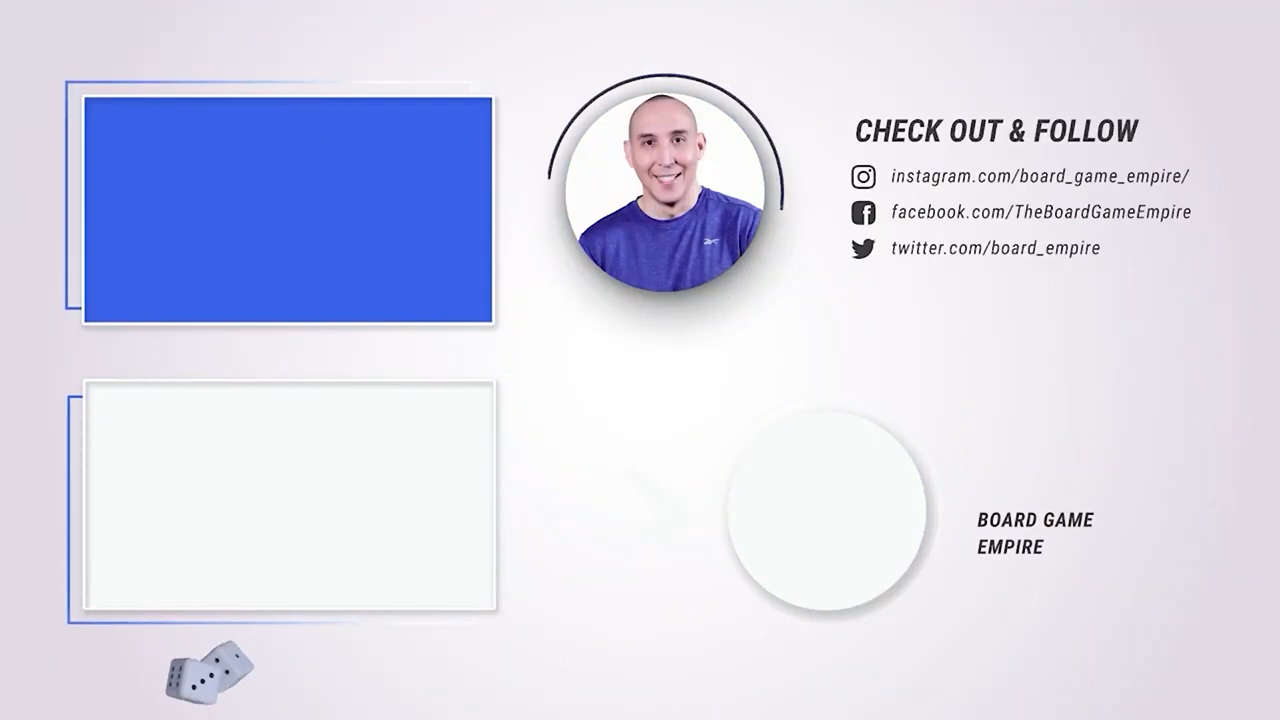 CHECK OUT & FOLLOW
instagram.com/board_game_empire/
facebook.com/TheBoardGameEmpire
twitter.com/board_empire
BOARD GAME
EMPIRE